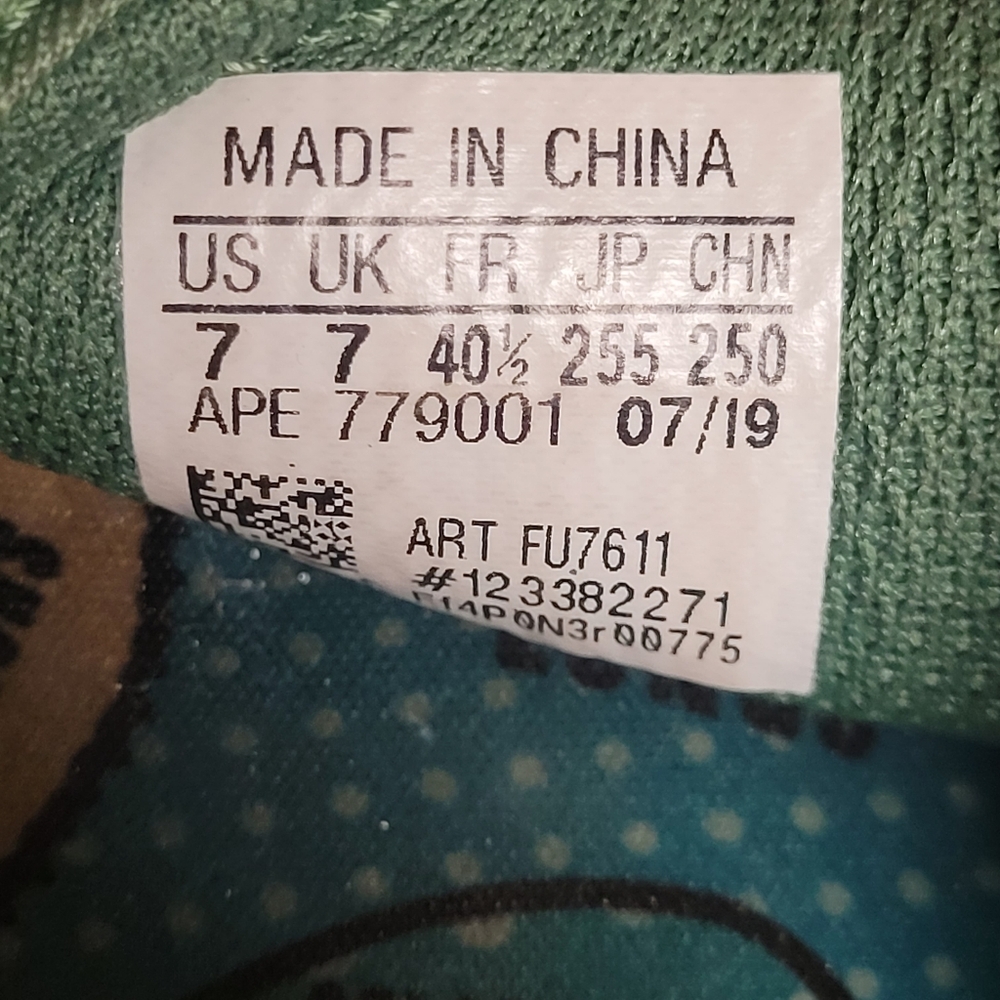 MADE IN CHINA
US UK FR JP CHN
7 7 40½ 255 250
APE 779001 07/19
ART FU7611
#123382271